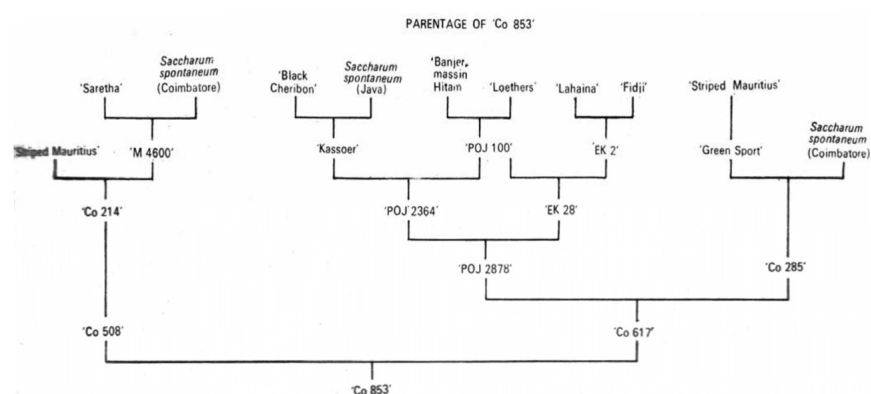 PARENTAGE OF 'Co 853'
'Saretha'
Saccharum
spontaneum
(Coimbatore)
'Black
Cheribon'
Saccharum
spontaneum
(Java)
'Banjer,
massin
Hitam
'Loethers'
'Lahaina'
'Fidji'
'Striped Mauritius'
'Striped Mauritius'
'M 4600'
'Kassoer'
'POJ 100'
'EK 2'
'Green Sport'
Saccharum
spontaneum
(Coimbatore)
'Co 214'
'POJ 2364'
'EK 28'
'POJ 2878'
'Co 285'
'Co 508'
'Co 617'
'Co 853'